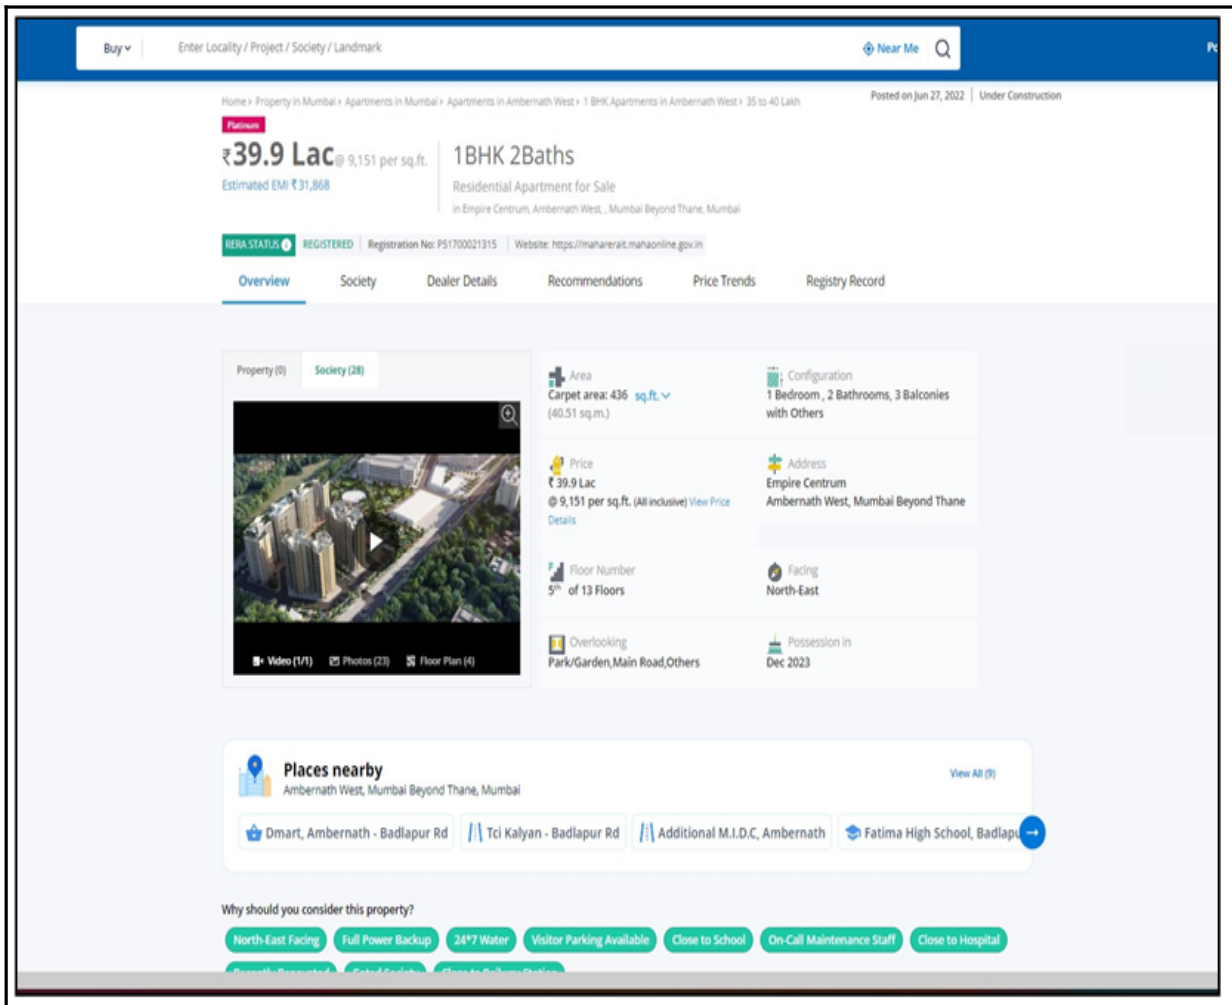 Buy
Enter Locality / Project / Society / Landmark
Near Me
Home › Property in Mumbai › Apartments in Mumbai › Apartments in Ambernath West › 1 BHK Apartments in Ambernath West › 35 to 40 Lakh
Posted on Jun 27, 2022 | Under Construction
Platinum
₹39.9 Lac @ 9,151 per sq.ft.
Estimated EMI ₹31,868
1BHK 2Baths
Residential Apartment for Sale
in Empire Centrum, Ambernath West, , Mumbai Beyond Thane, Mumbai
RERA STATUS REGISTERED | Registration No: P51700021315 | Website: https://maharerait.mahaonline.gov.in
Overview Society Dealer Details Recommendations Price Trends Registry Record
Property (0) Society (28)
Video (1/1) Photos (23) Floor Plan (4)
Area
Carpet area: 436 sq.ft.
(40.51 sq.m.)
Configuration
1 Bedroom , 2 Bathrooms, 3 Balconies
with Others
Price
₹ 39.9 Lac
@ 9,151 per sq.ft. (All inclusive) View Price
Details
Address
Empire Centrum
Ambernath West, Mumbai Beyond Thane
Floor Number
5th of 13 Floors
Facing
North-East
Overlooking
Park/Garden,Main Road,Others
Possession in
Dec 2023
Places nearby
Ambernath West, Mumbai Beyond Thane, Mumbai
View All (9)
Dmart, Ambernath - Badlapur Rd
Tci Kalyan - Badlapur Rd
Additional M.I.D.C, Ambernath
Fatima High School, Badlapu
Why should you consider this property?
North-East Facing Full Power Backup 24*7 Water Visitor Parking Available Close to School On-Call Maintenance Staff Close to Hospital
Recently Renovated Gated Society Close to Railway Station